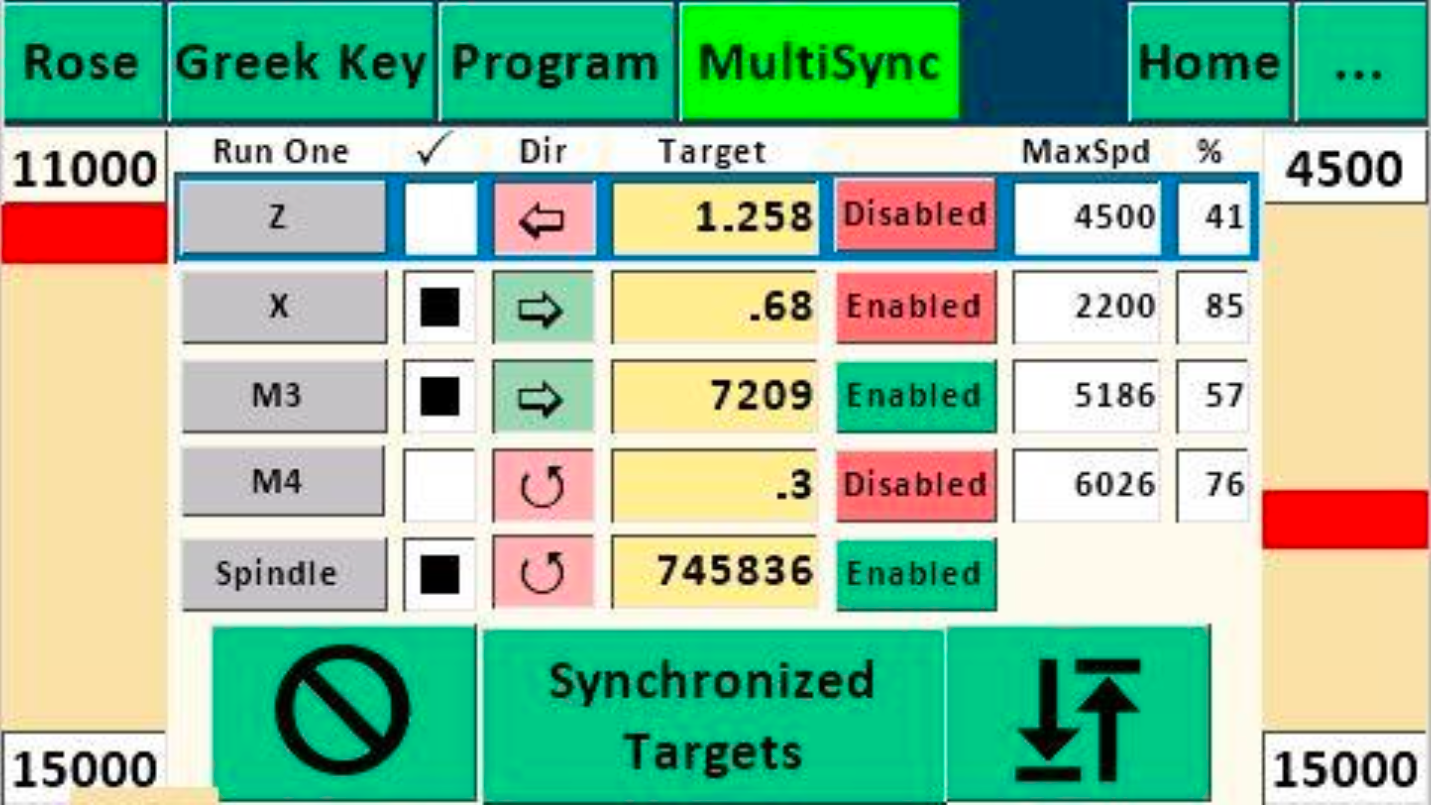 Rose Greek Key Program MultiSync Home ...
11000 Run One ✓ Dir Target MaxSpd % 4500
Z 1.258 Disabled 4500 41
X .68 Enabled 2200 85
M3 7209 Enabled 5186 57
M4 .3 Disabled 6026 76
Spindle 745836 Enabled
Synchronized
Targets
15000 15000